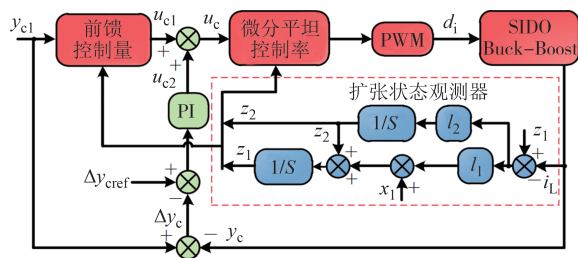 y_c1
前馈
控制量
u_c1
+
+
u_c2
u_c
微分平坦
控制率
PWM
d_i
SIDO
Buck-Boost
扩张状态观测器
PI
z_2
z_2
1/S
l_2
z_1
z_1
1/S
+
+
+
x_1
+
l_1
+
- i_L
Δy_cref
+
-
Δy_c
+
-
y_c